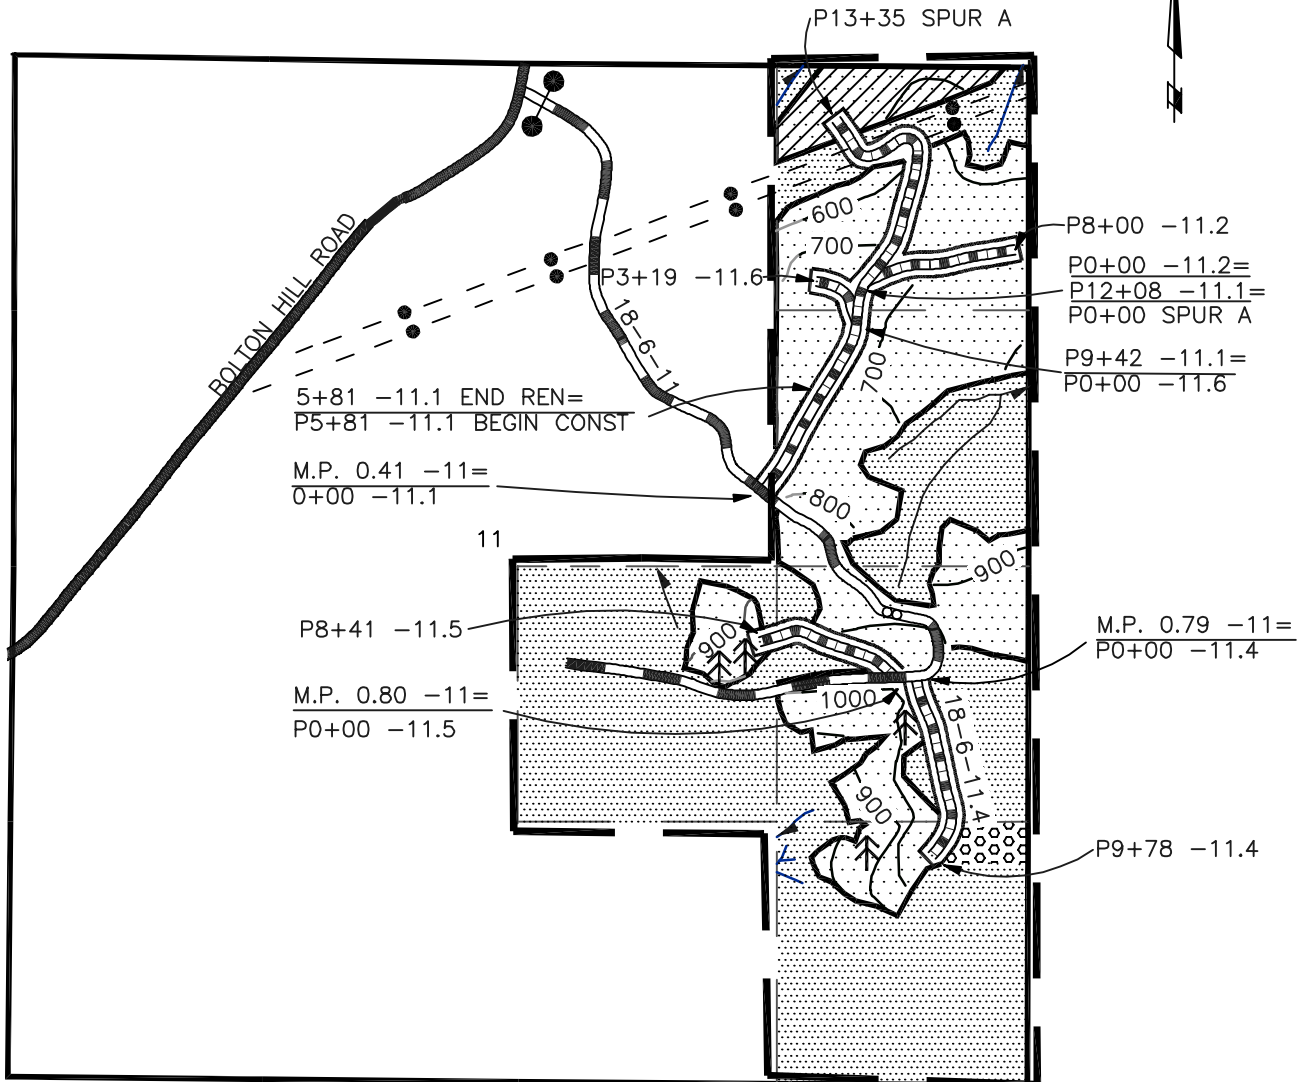 P13+35 SPUR A
BOLTON HILL ROAD
600
700
P8+00 -11.2
P0+00 -11.2=
P12+08 -11.1=
P0+00 SPUR A
P3+19 -11.6
18-6-11
700
P9+42 -11.1=
P0+00 -11.6
5+81 -11.1 END REN=
P5+81 -11.1 BEGIN CONST
M.P. 0.41 -11=
0+00 -11.1
800
11
900
P8+41 -11.5
900
M.P. 0.79 -11=
P0+00 -11.4
M.P. 0.80 -11=
P0+00 -11.5
1000
18-6-11.4
900
P9+78 -11.4